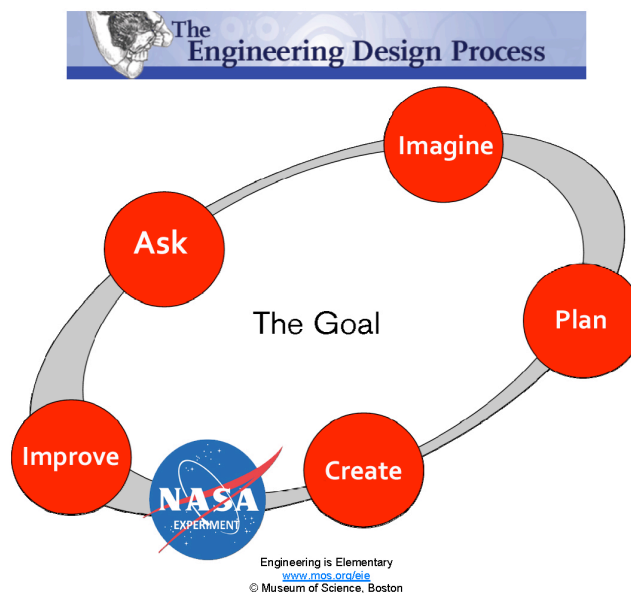 The
Engineering Design Process
Imagine
Ask
Plan
The Goal
Improve
Create
NASA
EXPERIMENT
Engineering is Elementary
www.mos.org/eie
© Museum of Science, Boston